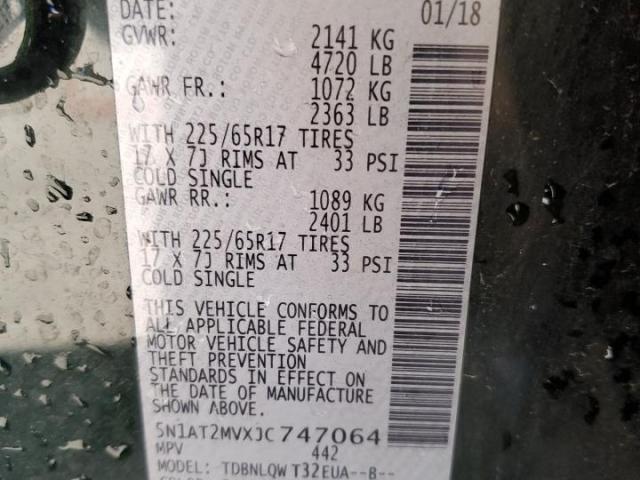 DATE: 01/18
GVWR: 2141 KG
4720 LB
GAWR FR.: 1072 KG
2363 LB
WITH 225/65R17 TIRES
17 X 7J RIMS AT 33 PSI
COLD SINGLE
GAWR RR.: 1089 KG
2401 LB
WITH 225/65R17 TIRES
17 X 7J RIMS AT 33 PSI
COLD SINGLE
THIS VEHICLE CONFORMS TO
ALL APPLICABLE FEDERAL
MOTOR VEHICLE SAFETY AND
THEFT PREVENTION
STANDARDS IN EFFECT ON
THE DATE OF MANUFACTURE
SHOWN ABOVE.
5N1AT2MVXJC747064
MPV 442
MODEL: TDBNLQW T32EUA--B--